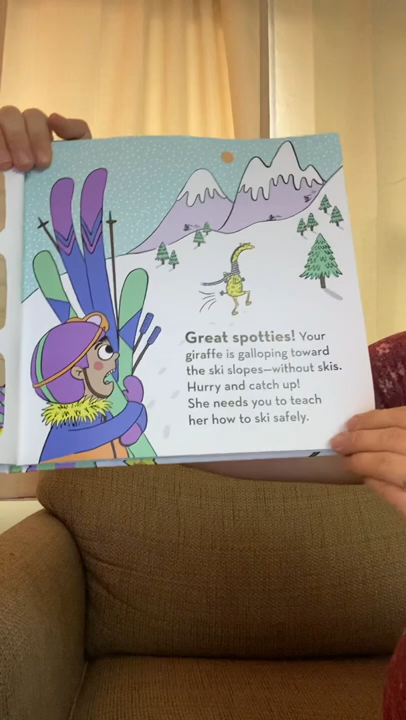 Great spotties! Your
giraffe is galloping toward
the ski slopes—without skis.
Hurry and catch up!
She needs you to teach
her how to ski safely.